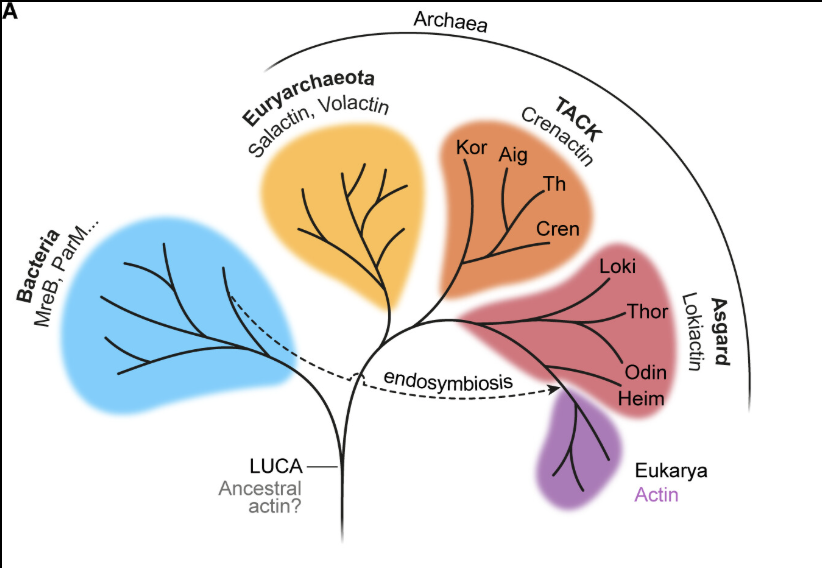 A
Archaea
Euryarchaeota
Salactin, Volactin
TACK
Crenactin
Kor
Aig
Th
Cren
Bacteria
MreB, ParM...
Loki
Thor
Odin
Heim
Asgard
Lokiactin
endosymbiosis
LUCA
Ancestral
actin?
Eukarya
Actin